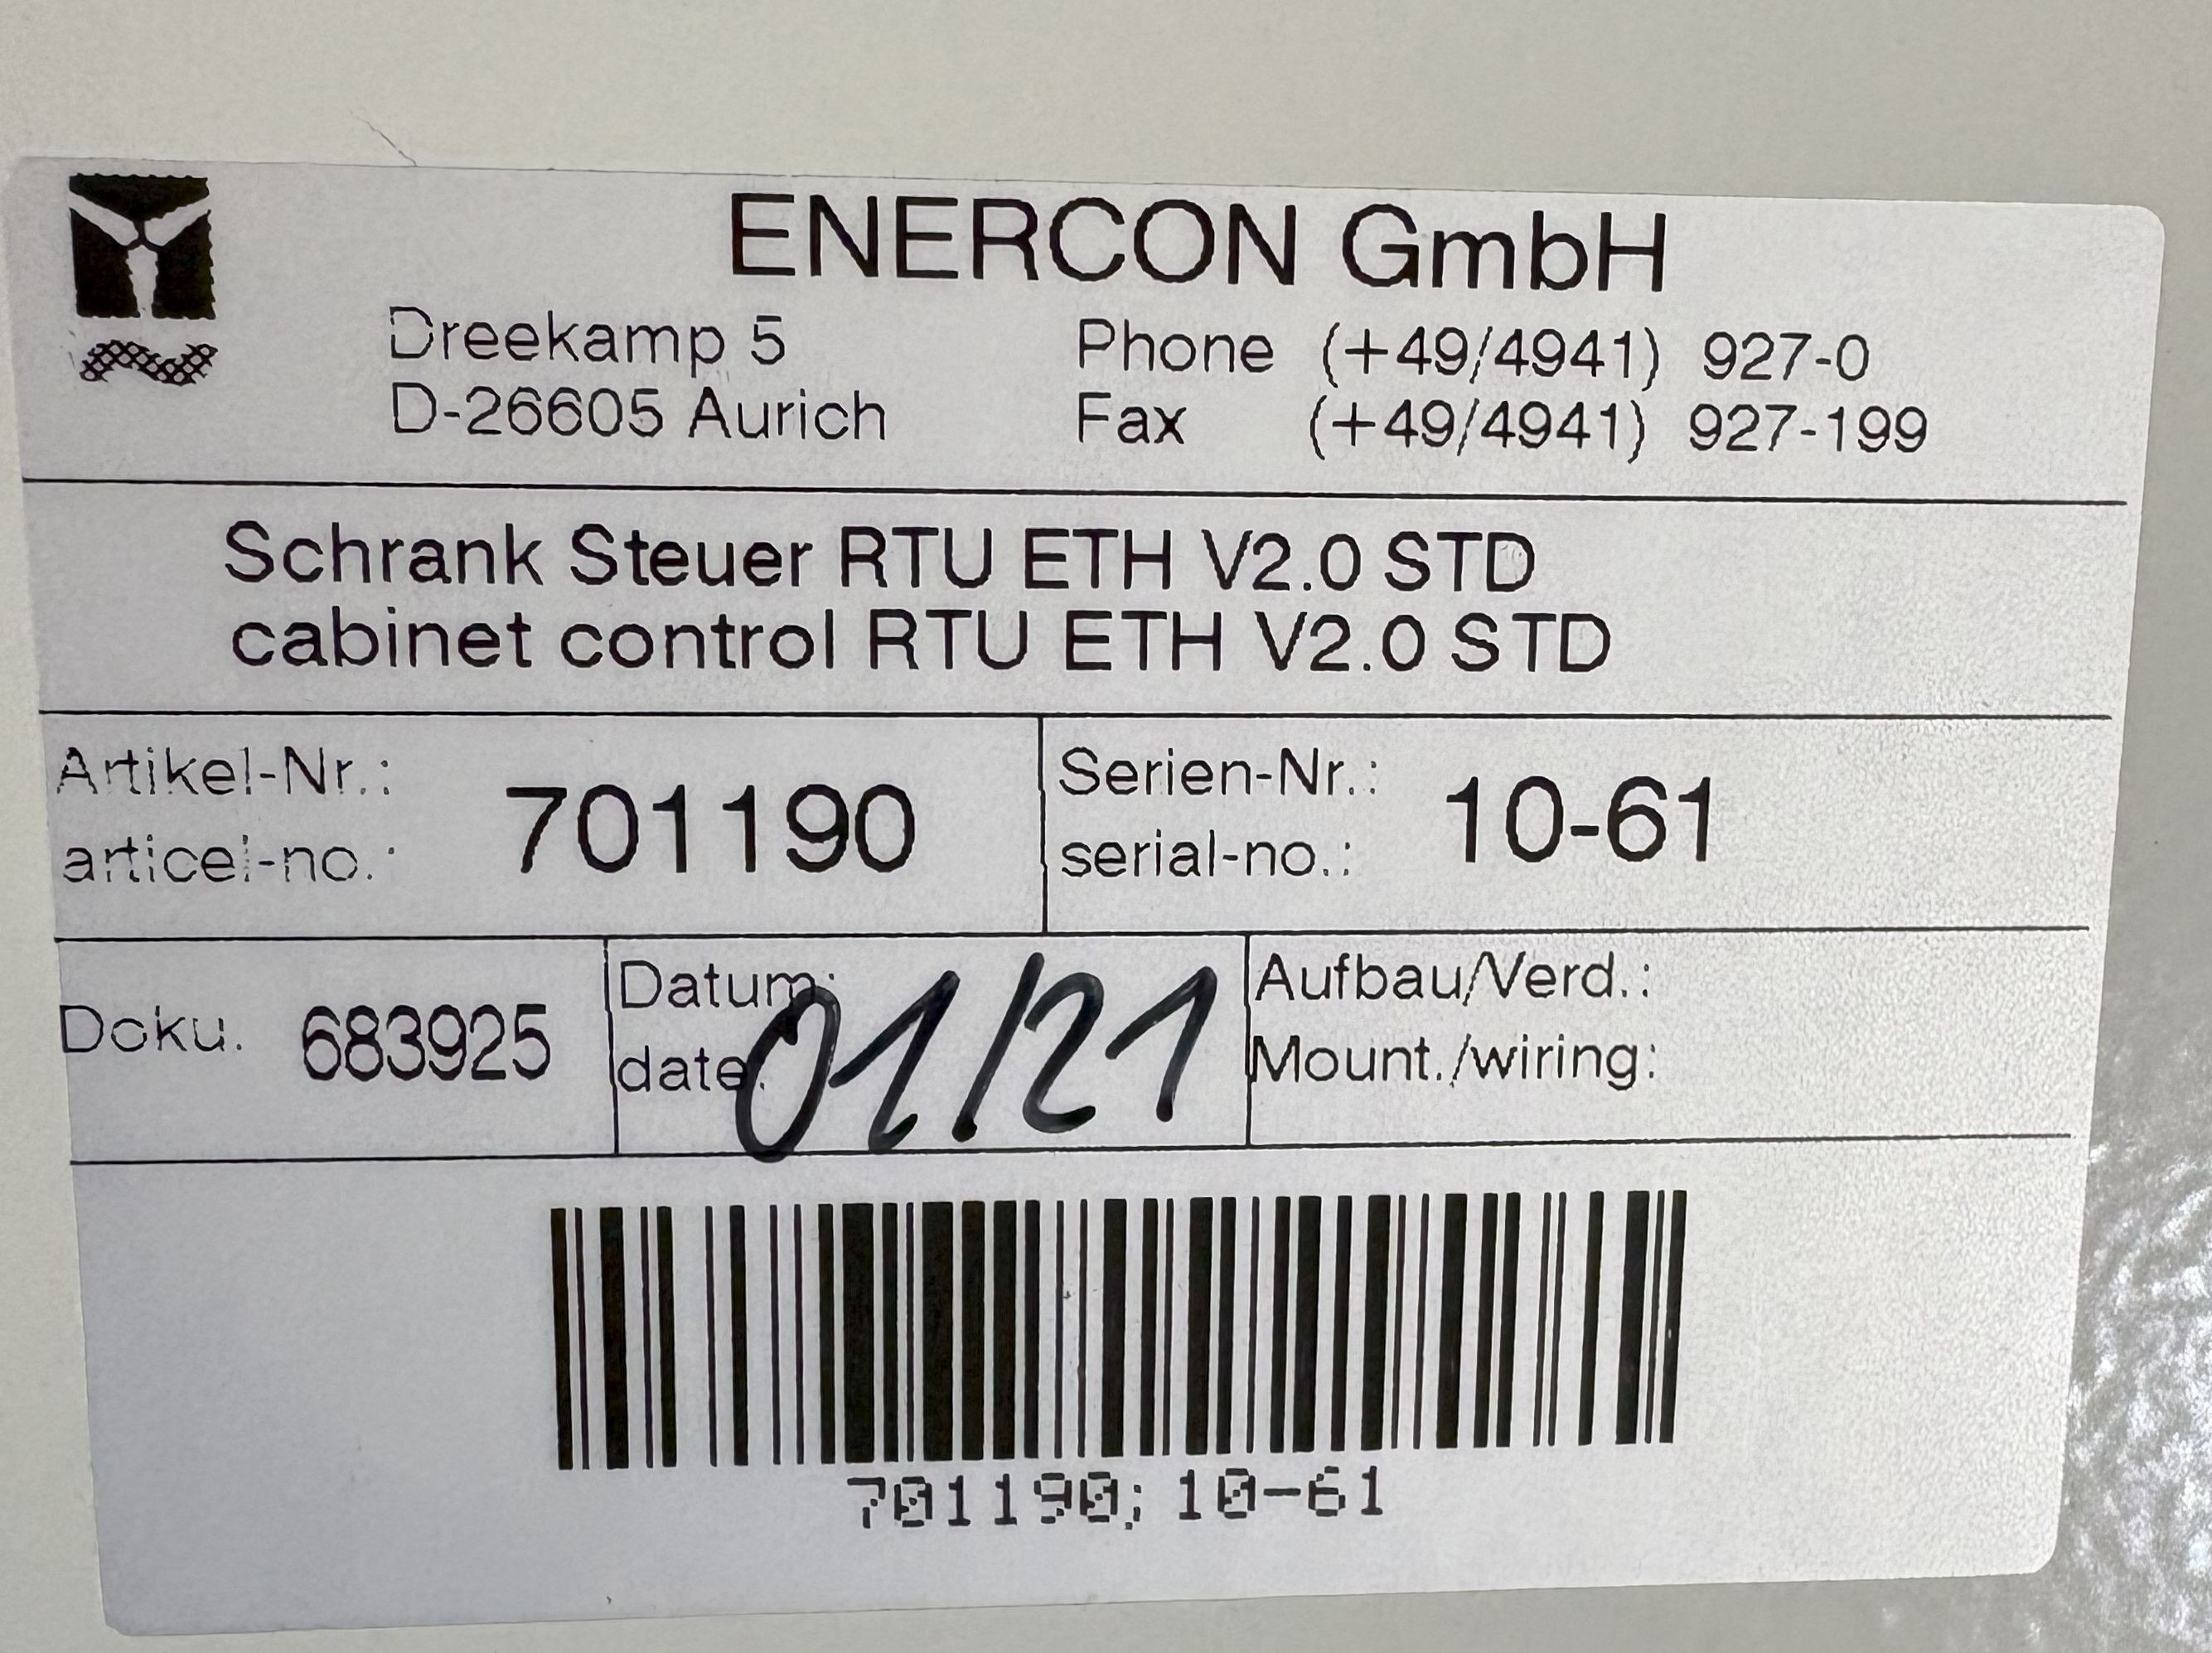 ENERCON GmbH
Dreekamp 5
D-26605 Aurich
Phone (+49/4941) 927-0
Fax (+49/4941) 927-199
Schrank Steuer RTU ETH V2.0 STD
cabinet control RTU ETH V2.0 STD
Artikel-Nr.:
articel-no.:
701190
Serien-Nr.:
serial-no.:
10-61
Doku. 683925
Datum:
date:
01/21
Aufbau/Verd.:
Mount./wiring:
701190; 10-61